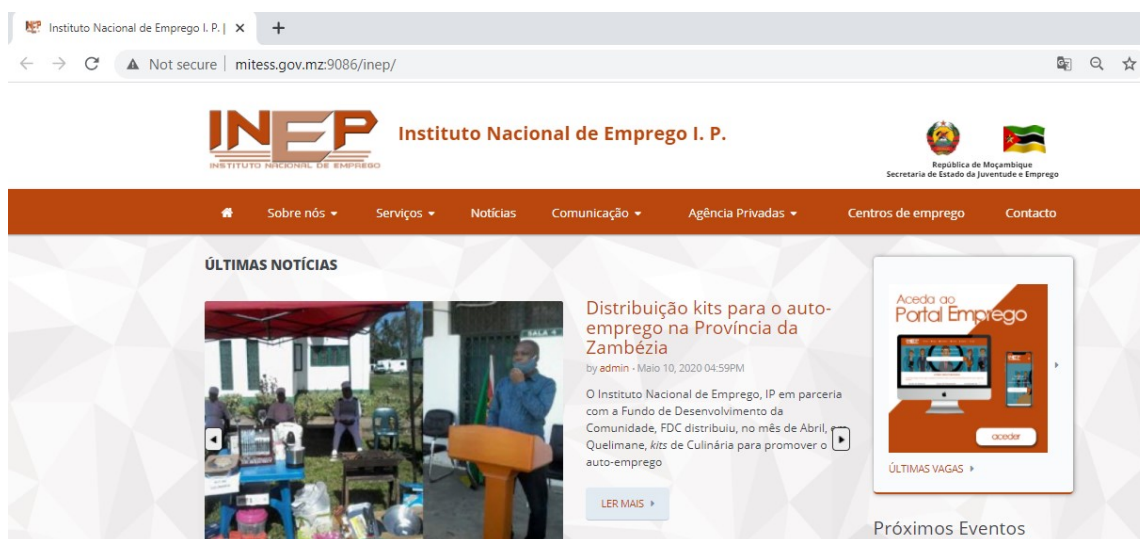 Instituto Nacional de Emprego I. P. |
Not secure | mitess.gov.mz:9086/inep/
INEP
INSTITUTO NACIONAL DE EMPREGO
Instituto Nacional de Emprego I. P.
República de Moçambique
Secretaria de Estado da Juventude e Emprego
Sobre nós
Serviços
Notícias
Comunicação
Agência Privadas
Centros de emprego
Contacto
ÚLTIMAS NOTÍCIAS
SALA 4
Distribuição kits para o auto-
emprego na Província da
Zambézia
by admin - Maio 10, 2020 04:59PM
O Instituto Nacional de Emprego, IP em parceria
com a Fundo de Desenvolvimento da
Comunidade, FDC distribuiu, no mês de Abril,
Quelimane, kits de Culinária para promover o
auto-emprego
LER MAIS
Aceda ao
Portal Emprego
aceder
ÚLTIMAS VAGAS
Próximos Eventos